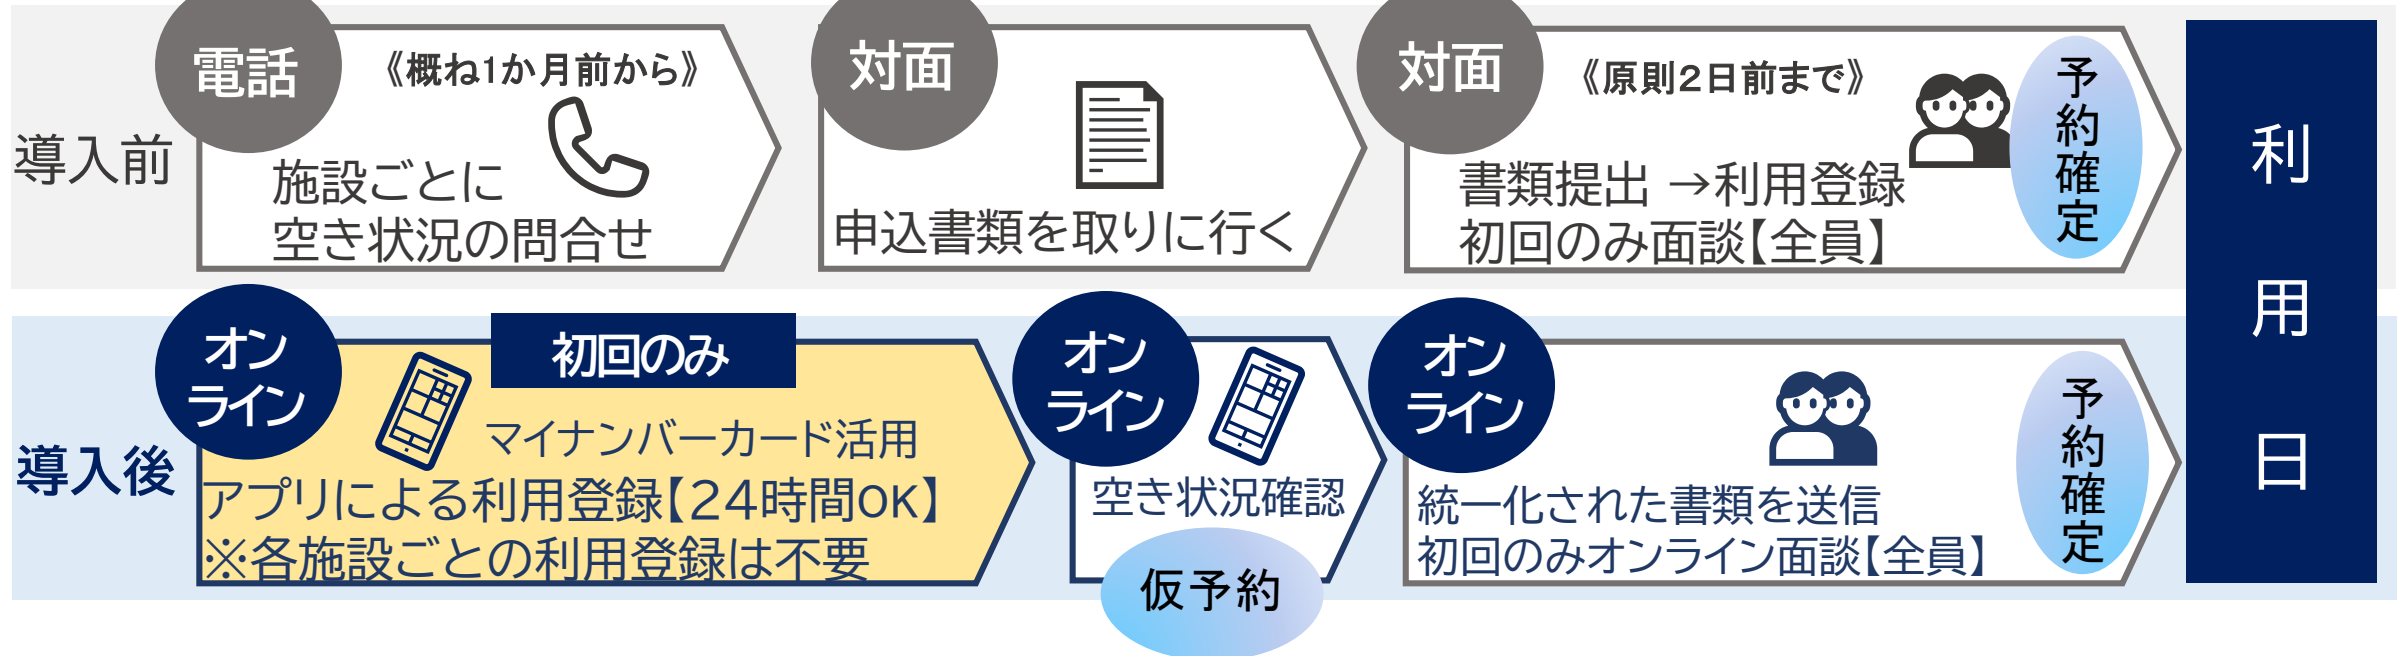 導入前
電話
《概ね1か月前から》
施設ごとに
空き状況の問合せ
対面
申込書類を取りに行く
対面
《原則2日前まで》
書類提出 →利用登録
初回のみ面談【全員】
予約確定
導入後
オン
ライン
初回のみ
マイナンバーカード活用
アプリによる利用登録【24時間OK】
※各施設ごとの利用登録は不要
オン
ライン
空き状況確認
仮予約
オン
ライン
統一化された書類を送信
初回のみオンライン面談【全員】
予約確定
利用日